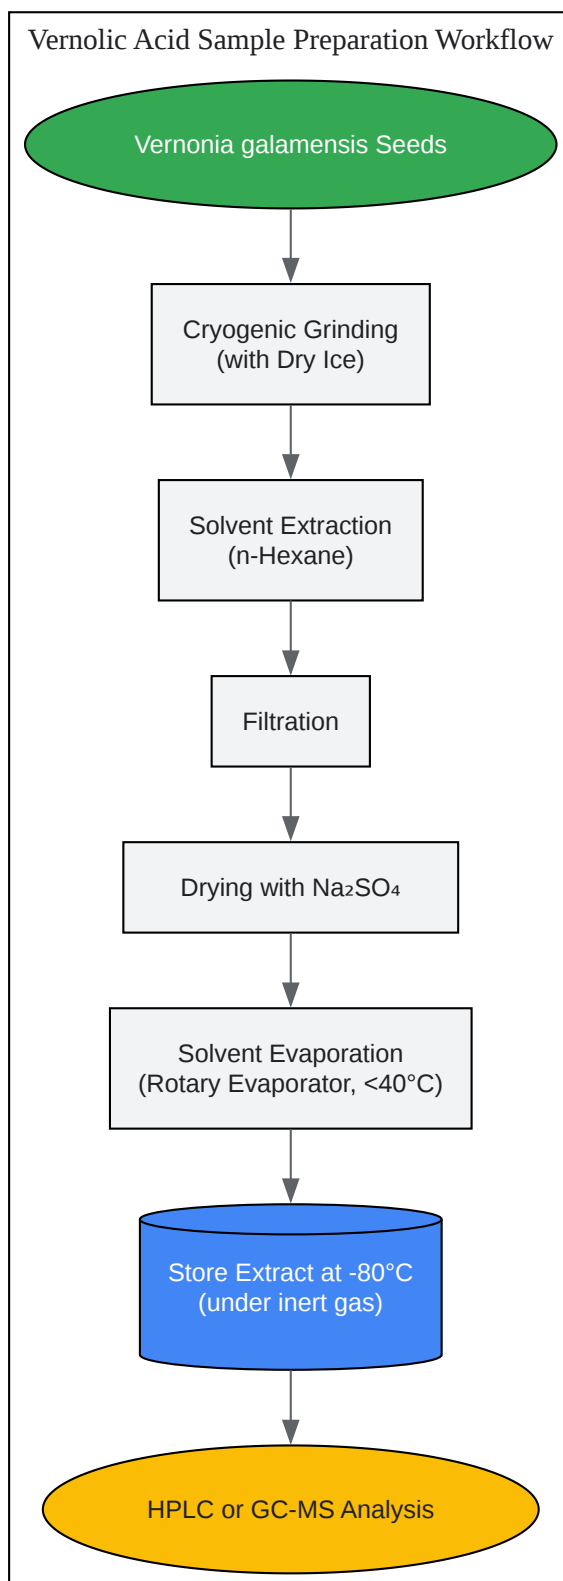 Vernolic Acid Sample Preparation Workflow
Vernonia galamensis Seeds
Cryogenic Grinding
(with Dry Ice)
Solvent Extraction
(n-Hexane)
Filtration
Drying with Na₂SO₄
Solvent Evaporation
(Rotary Evaporator, <40°C)
Store Extract at -80°C
(under inert gas)
HPLC or GC-MS Analysis